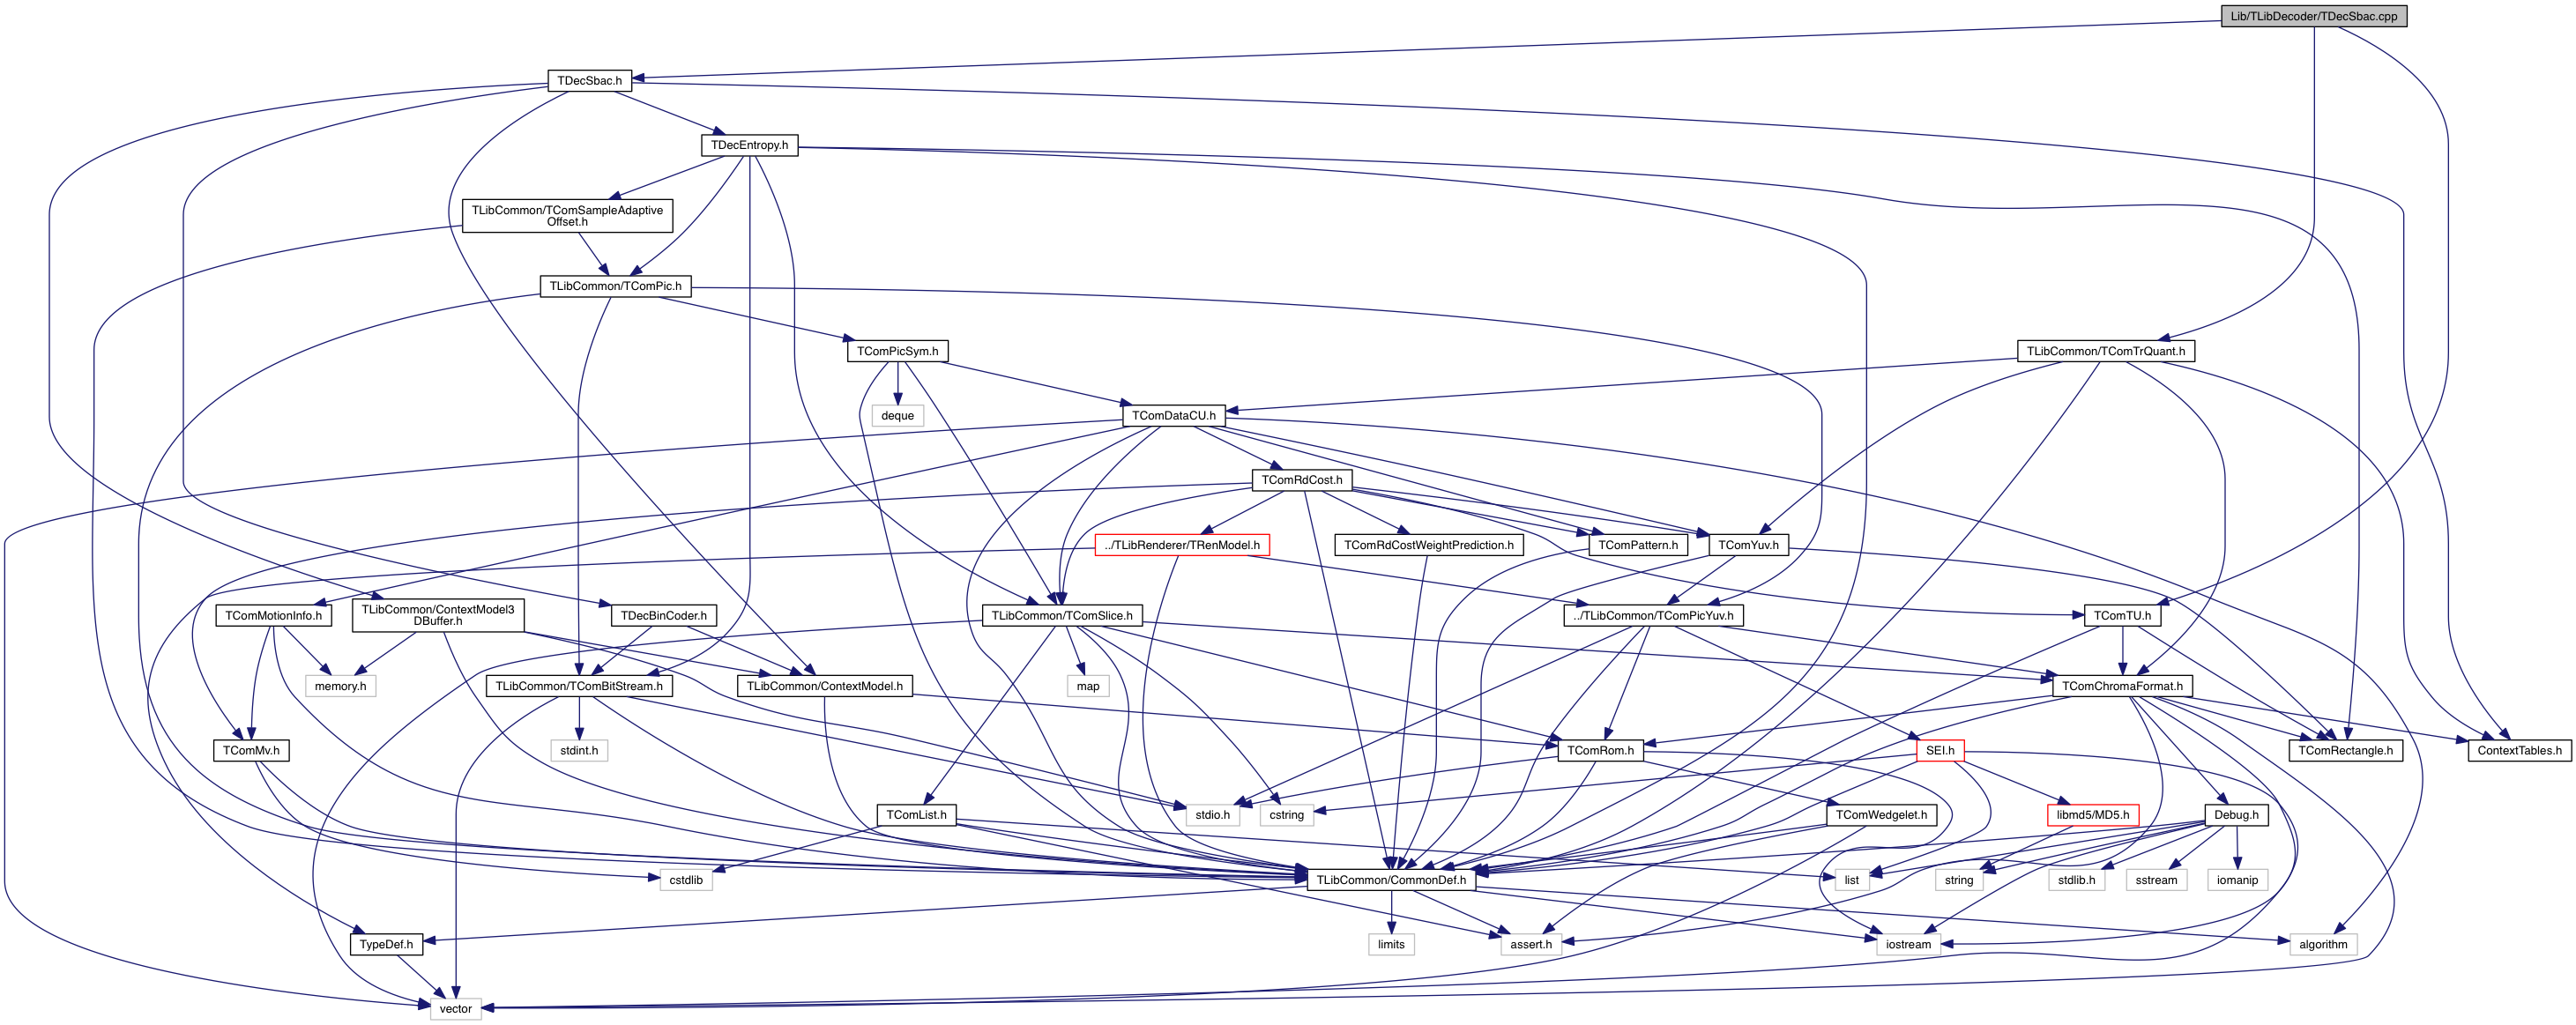 Lib/TLibDecoder/TDecSbac.cpp
TDecSbac.h
TDecEntropy.h
TLibCommon/TComSampleAdaptive
Offset.h
TLibCommon/TComPic.h
TComPicSym.h
TLibCommon/TComTrQuant.h
deque
TComDataCU.h
TComRdCost.h
../TLibRenderer/TRenModel.h
TComRdCostWeightPrediction.h
TComPattern.h
TComYuv.h
TComMotionInfo.h
TLibCommon/ContextModel3
DBuffer.h
TDecBinCoder.h
TLibCommon/TComSlice.h
../TLibCommon/TComPicYuv.h
TComTU.h
memory.h
TLibCommon/TComBitStream.h
TLibCommon/ContextModel.h
map
TComChromaFormat.h
TComMv.h
stdint.h
TComRom.h
SEI.h
TComRectangle.h
ContextTables.h
TComList.h
stdio.h
cstring
TComWedgelet.h
libmd5/MD5.h
Debug.h
cstdlib
TLibCommon/CommonDef.h
list
string
stdlib.h
sstream
iomanip
TypeDef.h
limits
assert.h
iostream
algorithm
vector